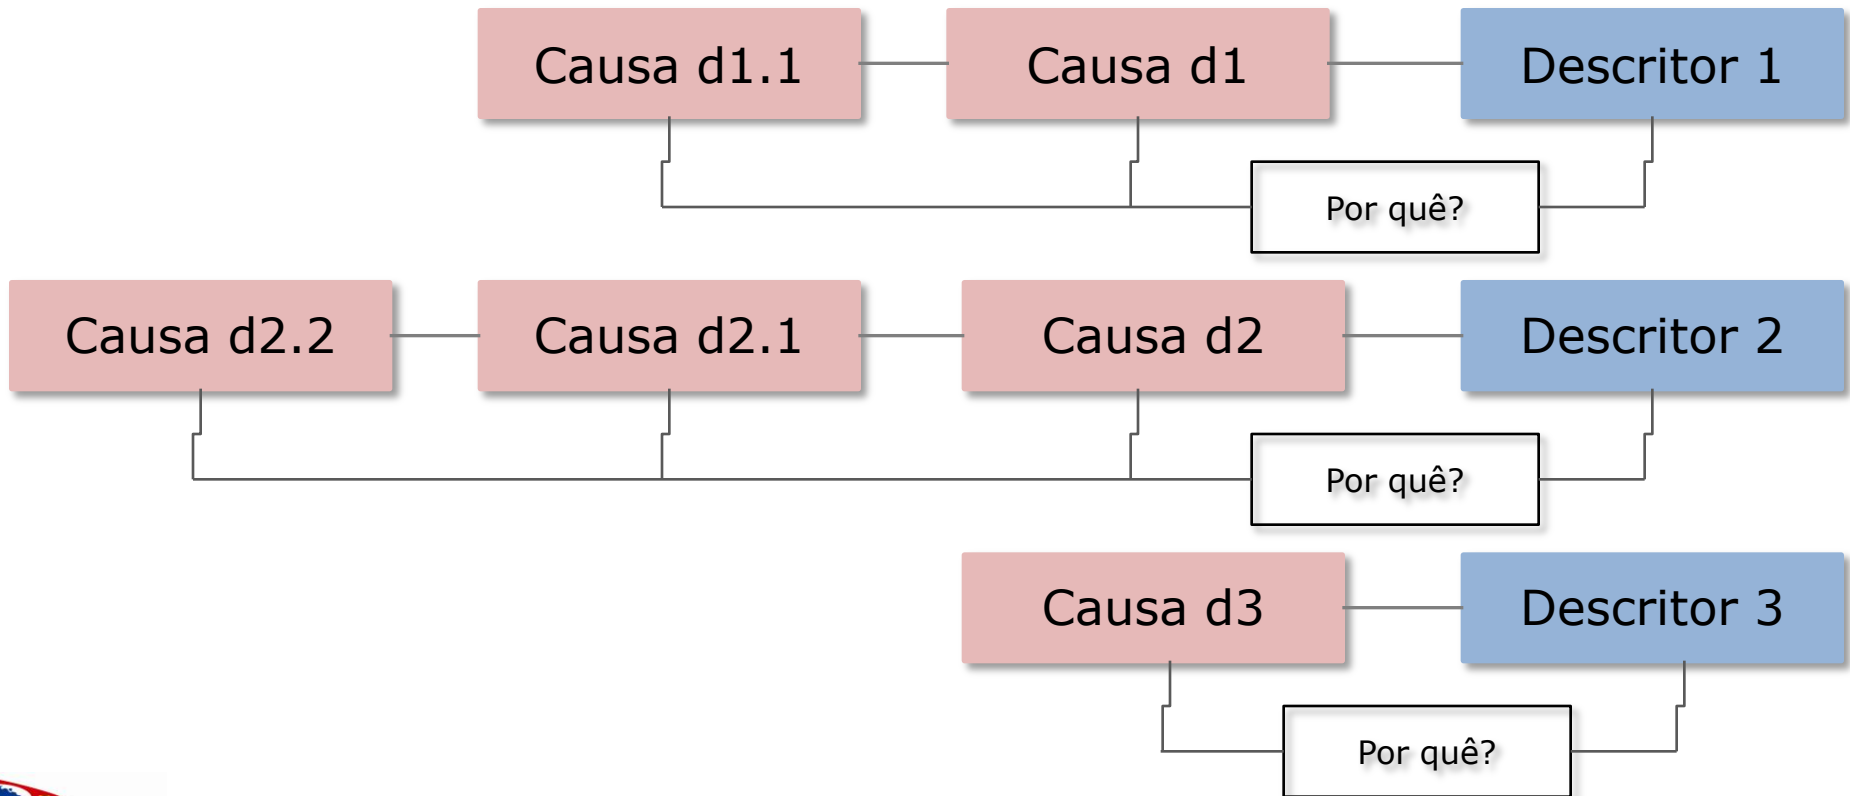 Causa d1.1
Causa d1
Descritor 1
Por quê?
Causa d2.2
Causa d2.1
Causa d2
Descritor 2
Por quê?
Causa d3
Descritor 3
Por quê?